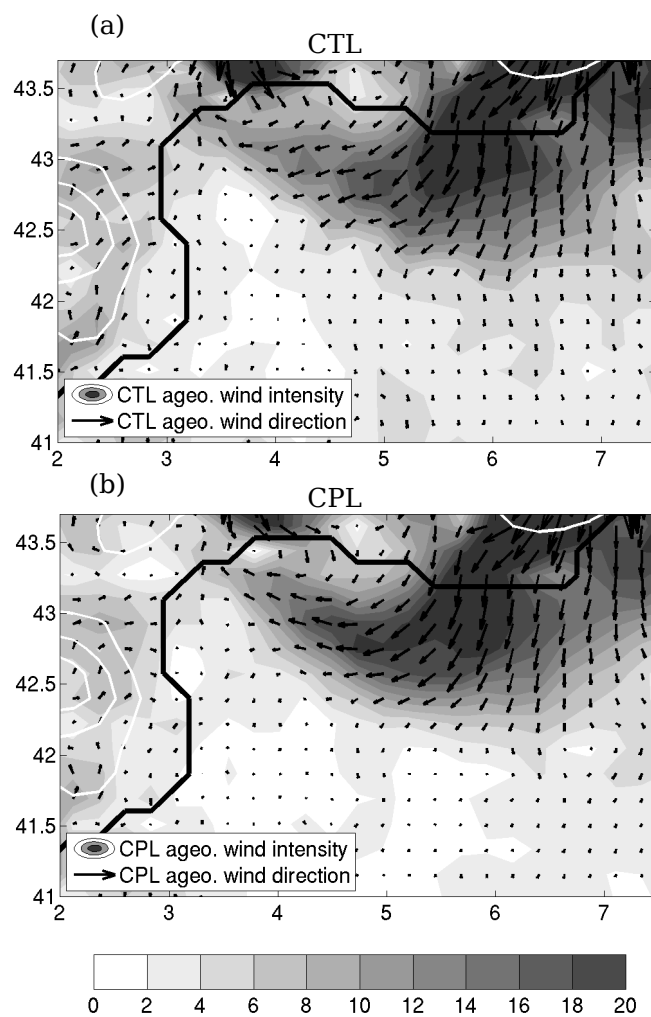 (a)
CTL
43.5
43
42.5
42
41.5
41
CTL ageo. wind intensity
CTL ageo. wind direction
2 3 4 5 6 7
(b)
CPL
43.5
43
42.5
42
41.5
41
CPL ageo. wind intensity
CPL ageo. wind direction
2 3 4 5 6 7
0 2 4 6 8 10 12 14 16 18 20